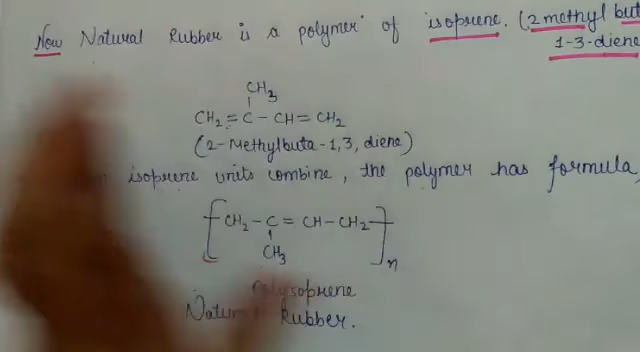 Now Natural Rubber is a polymer of isoprene. (2 methyl but
1-3-diene
CH3
CH2 = C - CH = CH2
(2-Methylbuta-1,3, diene)
isoprene units combine, the polymer has formula,
[CH2 - C = CH - CH2]n
CH3
Rubber.